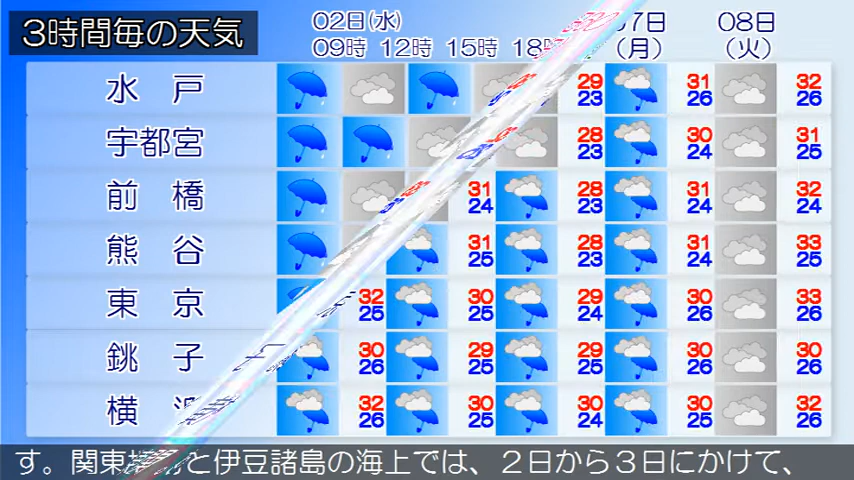 3時間毎の天気
02日(水)
09時 12時 15時 18時
07日
(月)
08日
(火)
水戸 29 23 31 26 32 26
宇都宮 28 23 30 24 31 25
前橋 31 24 28 23 31 24 32 24
熊谷 31 25 28 23 31 24 33 25
東京 32 25 30 25 29 24 30 26 33 26
銚子 30 26 29 25 29 25 30 26 30 26
横 32 26 30 25 30 24 30 25 32 26
す。関東 と伊豆諸島の海上では、２日から３日にかけて、